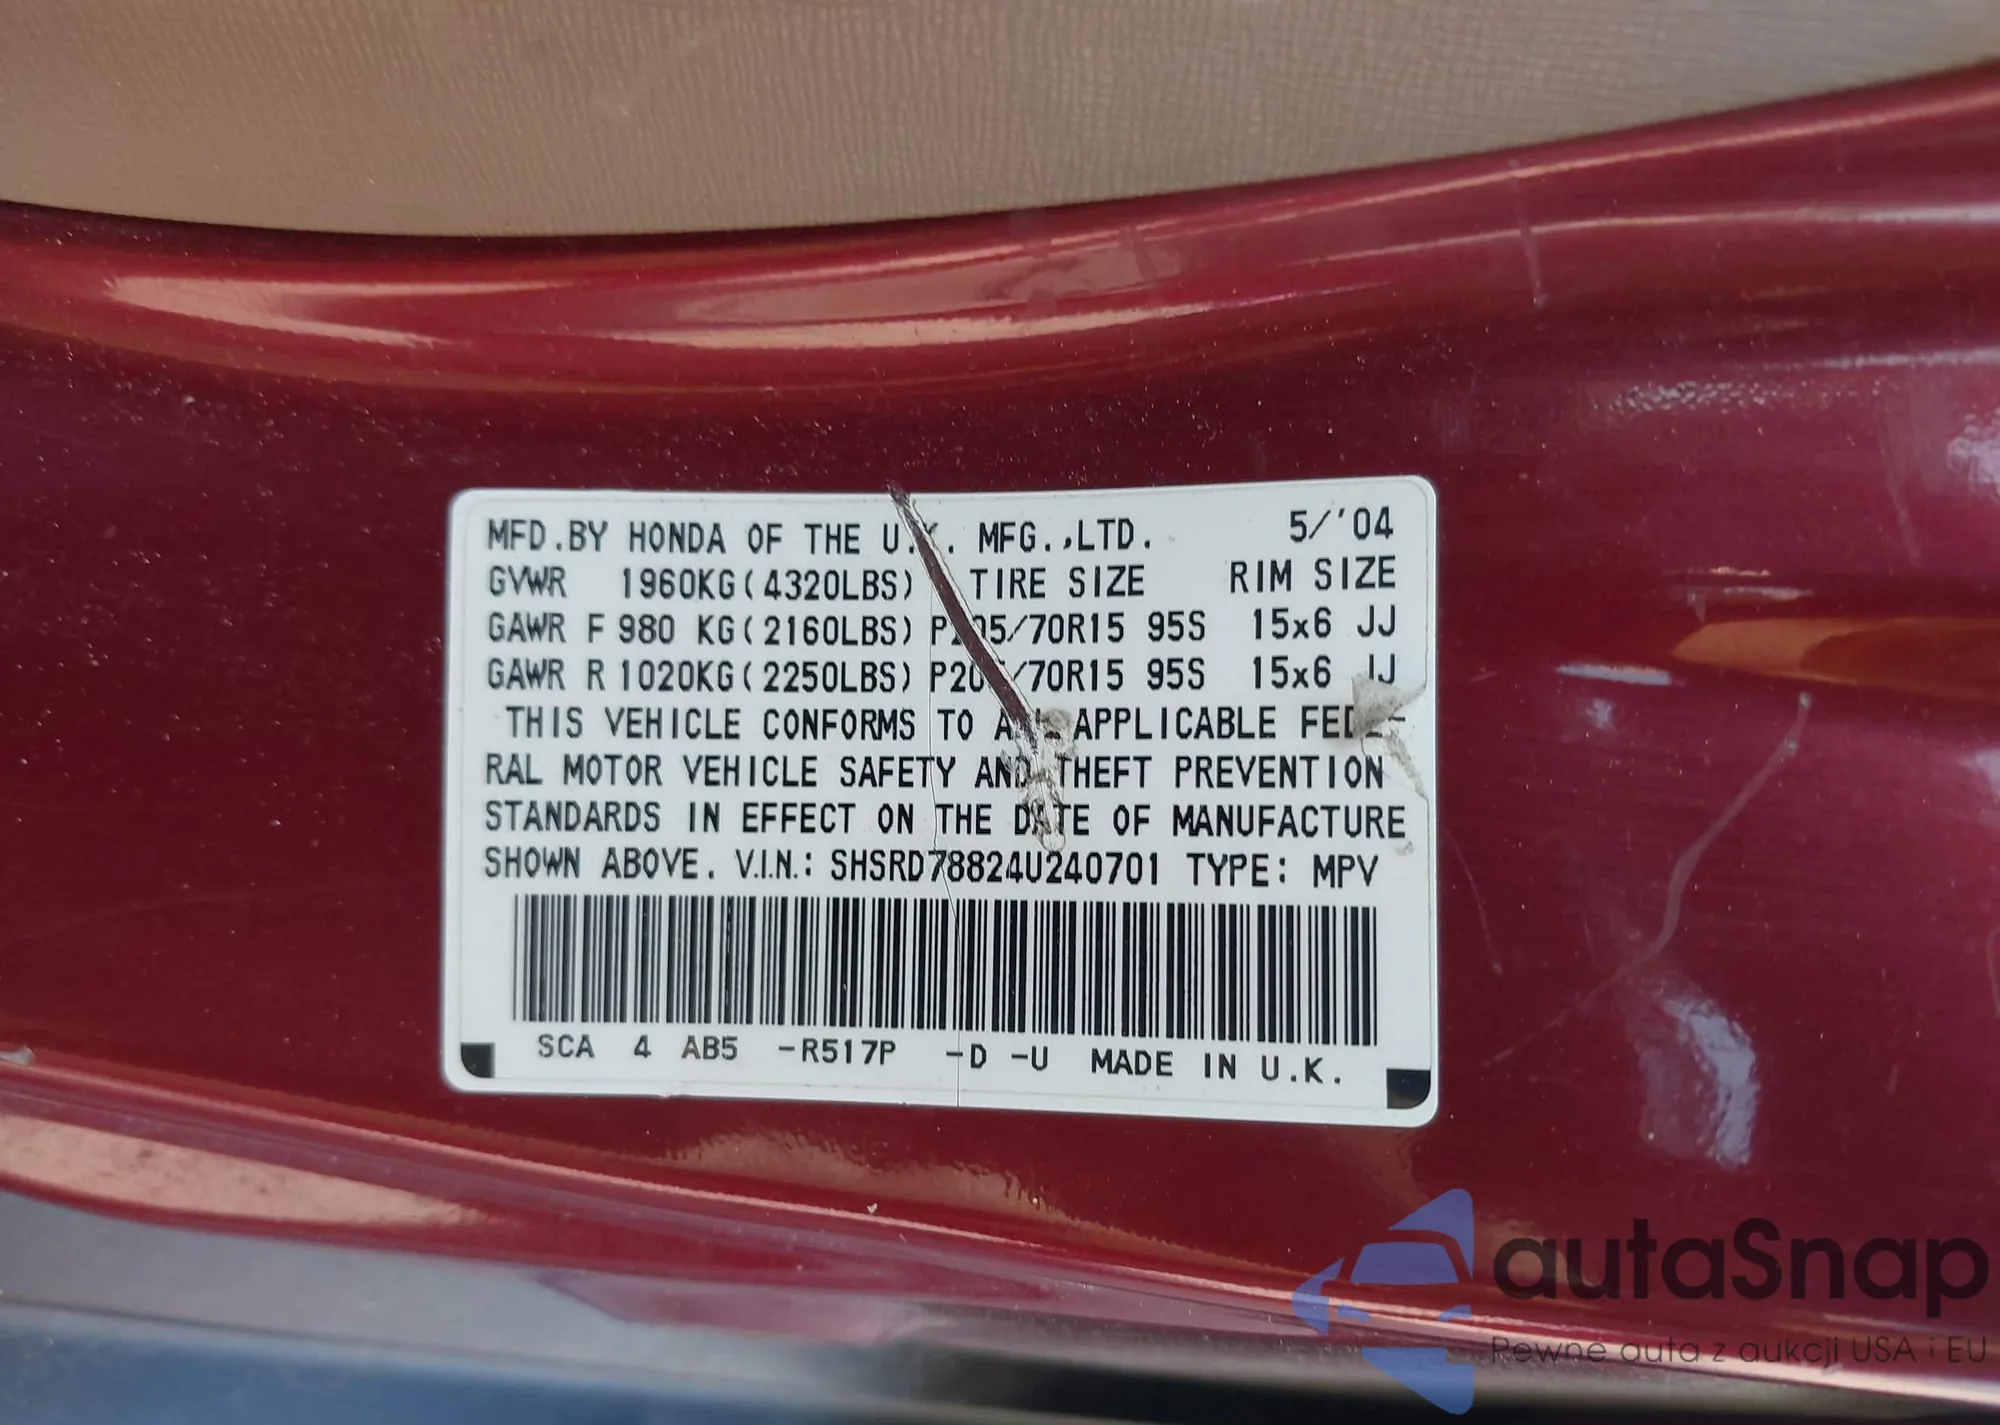 MFD.BY HONDA OF THE U.K. MFG.,LTD. 5/'04
GVWR 1960KG(4320LBS) TIRE SIZE RIM SIZE
GAWR F 980 KG(2160LBS) P205/70R15 95S 15x6 JJ
GAWR R 1020KG(2250LBS) P205/70R15 95S 15x6 JJ
THIS VEHICLE CONFORMS TO ALL APPLICABLE FEDE-
RAL MOTOR VEHICLE SAFETY AND THEFT PREVENTION
STANDARDS IN EFFECT ON THE DATE OF MANUFACTURE
SHOWN ABOVE. V.I.N.: SHSRD78824U240701 TYPE: MPV
SCA 4 AB5 -R517P -D -U MADE IN U.K.
autaSnap
Pewne auta z aukcji USA i EU